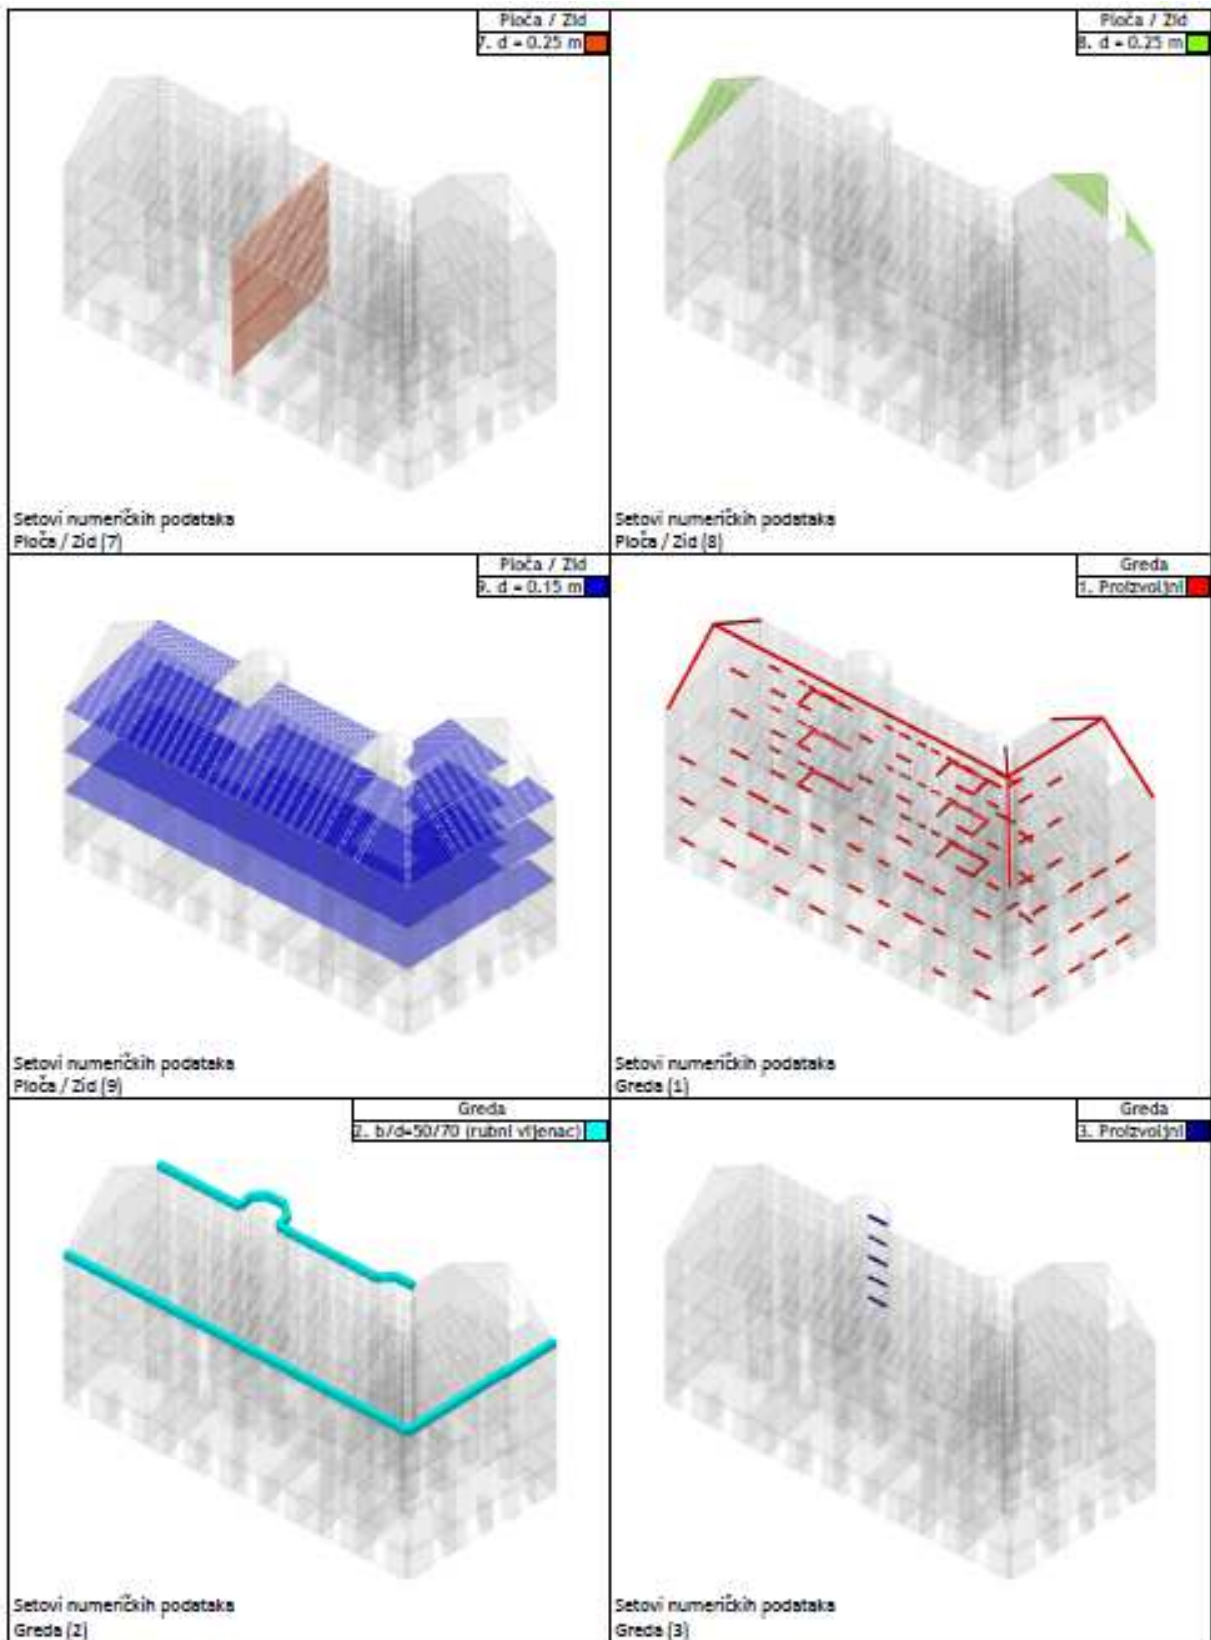 Ploča / Zid
7. d = 0.25 m
Setovi numeričkih podataka
Ploča / Zid (7)
Ploča / Zid
8. d = 0.25 m
Setovi numeričkih podataka
Ploča / Zid (8)
Ploča / Zid
9. d = 0.15 m
Setovi numeričkih podataka
Ploča / Zid (9)
Greda
1. Proizvoljni
Setovi numeričkih podataka
Greda (1)
Greda
2. b/d=50/70 (rubni vijenac)
Setovi numeričkih podataka
Greda (2)
Greda
3. Proizvoljni
Setovi numeričkih podataka
Greda (3)